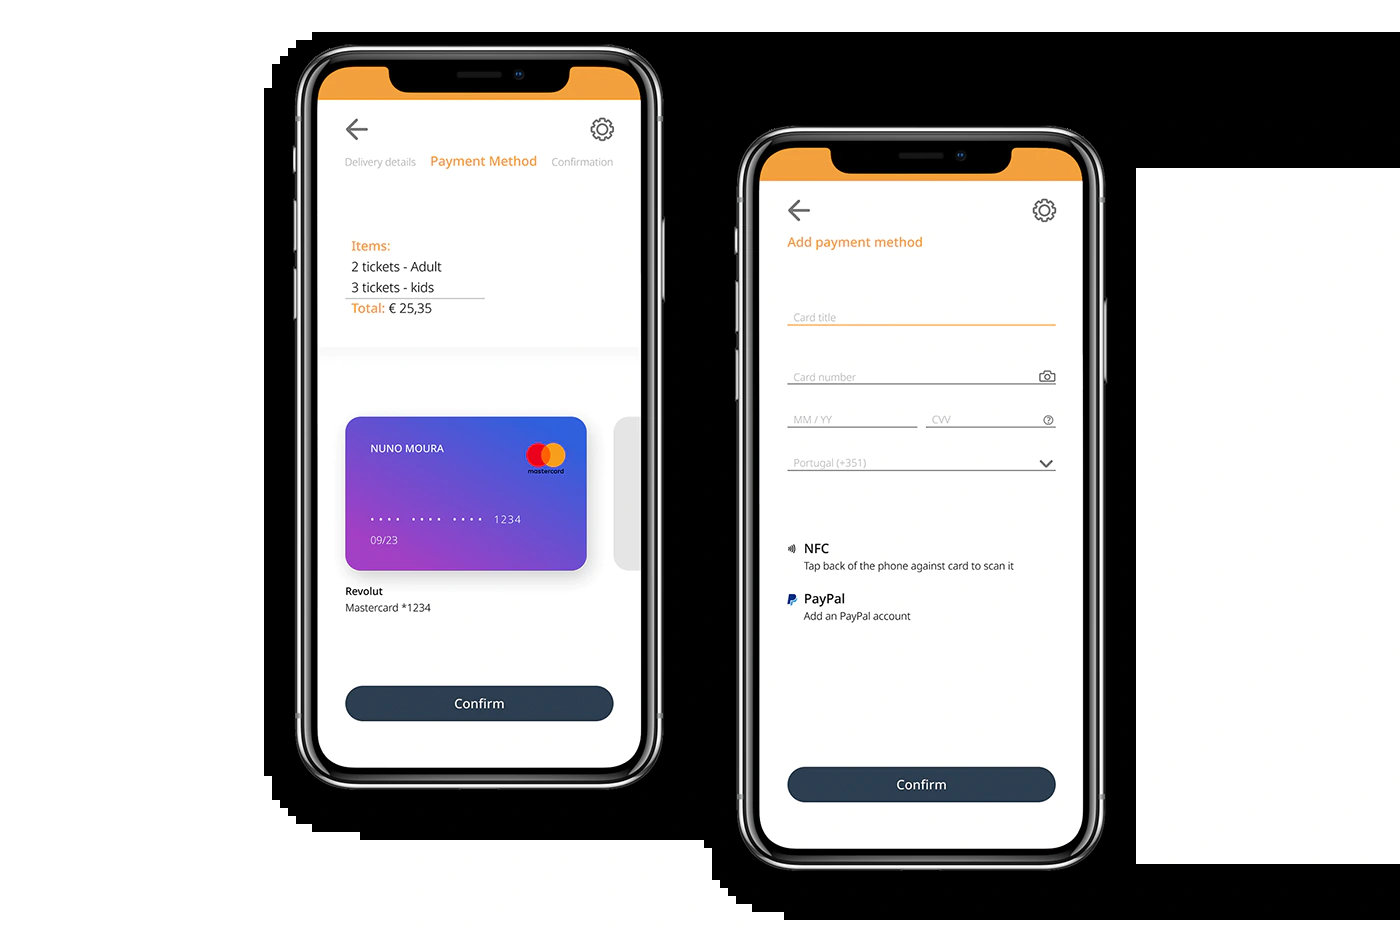 Delivery details Payment Method Confirmation
Items:
2 tickets - Adult
3 tickets - kids
Total: € 25,35
NUNO MOURA
mastercard
•••• •••• •••• 1234
09/23
Revolut
Mastercard *1234
Confirm
Add payment method
Card title
Card number
MM / YY CVV
Portugal (+351)
NFC
Tap back of the phone against card to scan it
PayPal
Add an PayPal account
Confirm